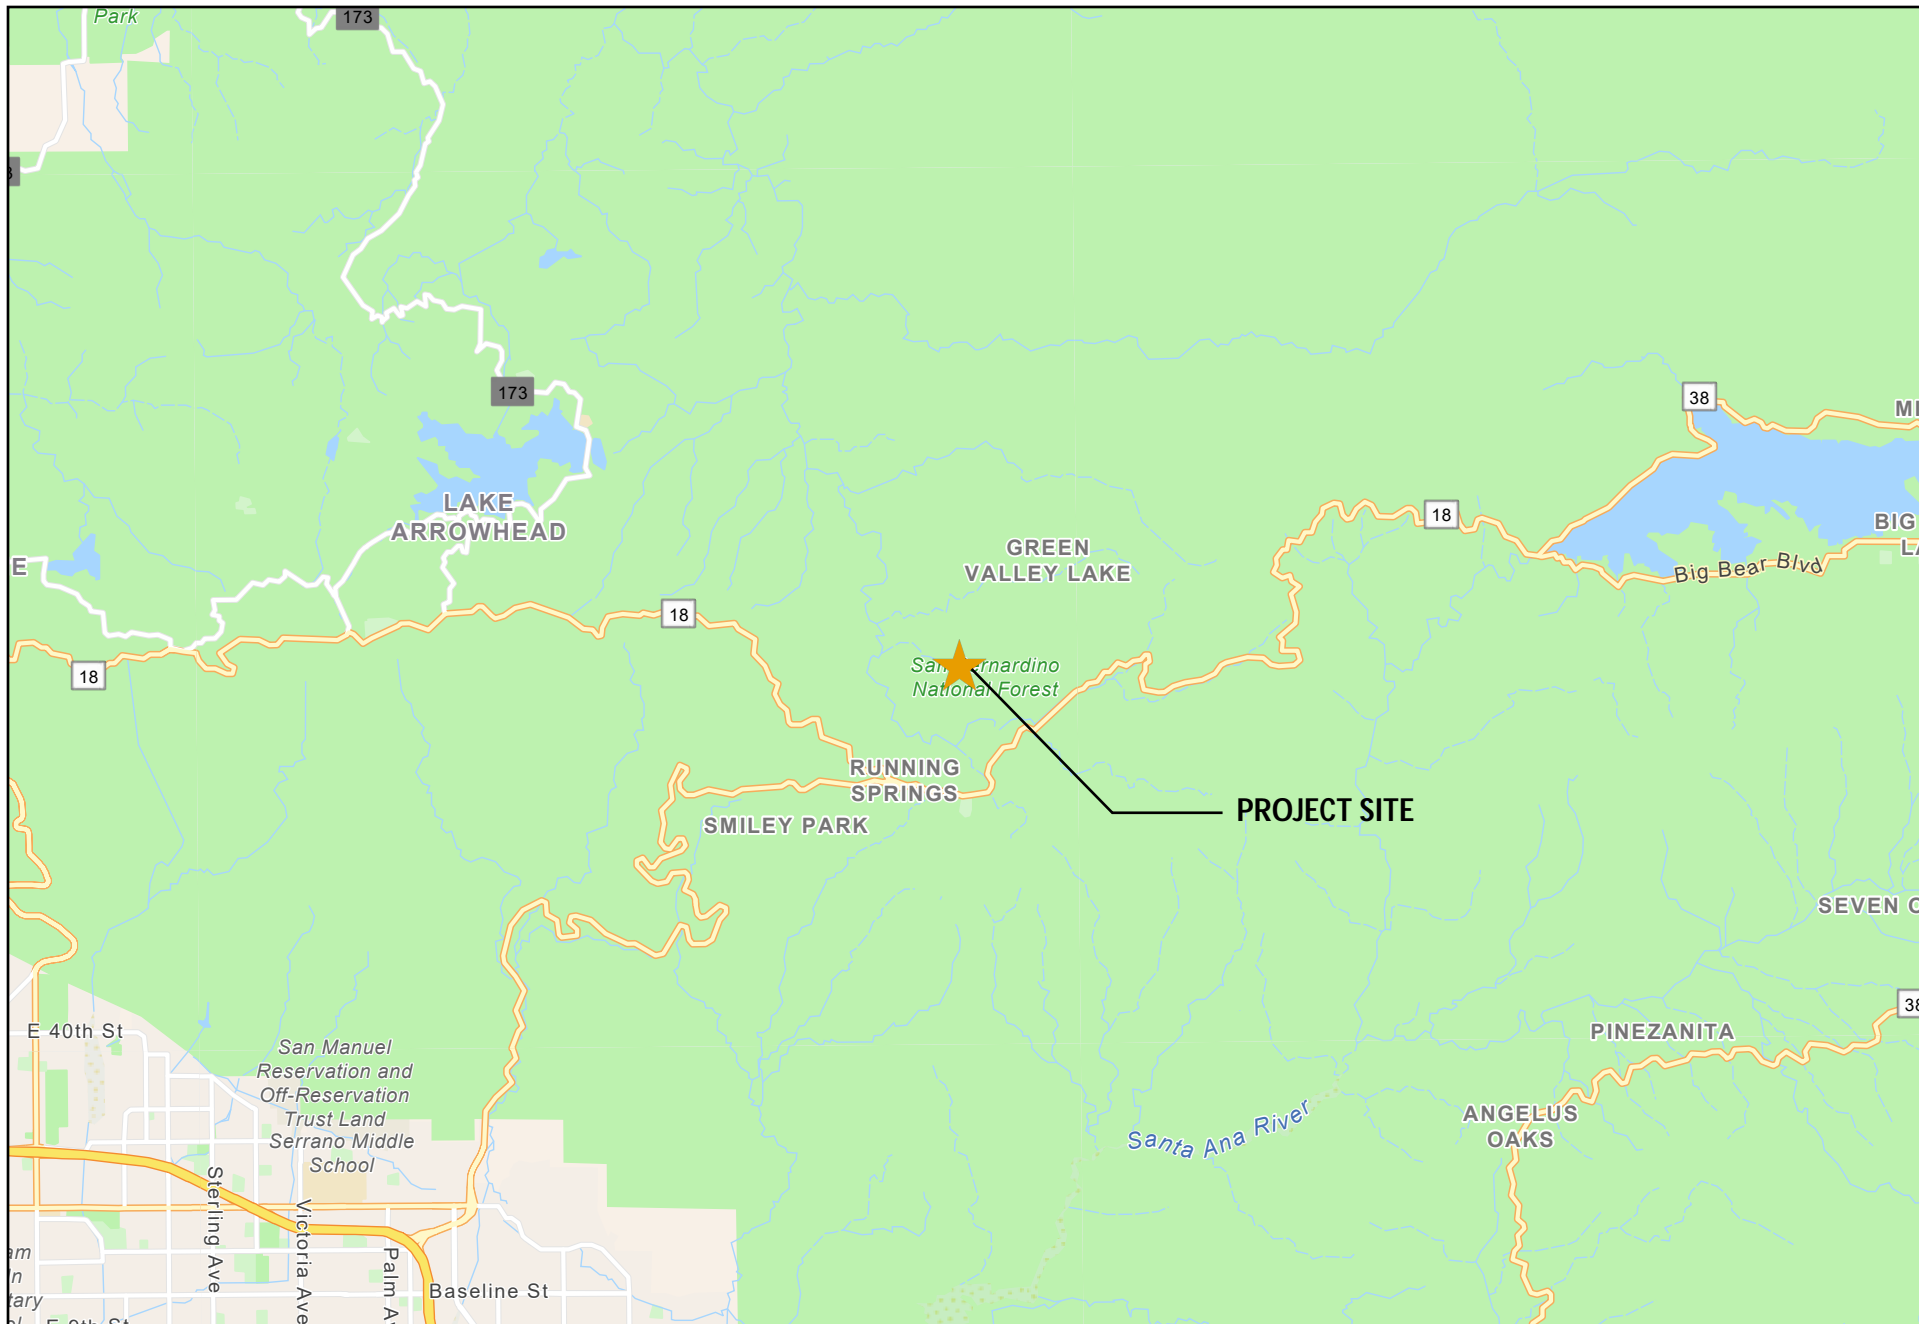 Park
173
173
38
18
LAKE
ARROWHEAD
GREEN
VALLEY LAKE
BIG
Big Bear Blvd
18
18
San Bernardino
National Forest
RUNNING
SPRINGS
PROJECT SITE
SMILEY PARK
SEVEN
38
E 40th St
PINEZANITA
San Manuel
Reservation and
Off-Reservation
Trust Land
Serrano Middle
School
Santa Ana River
ANGELUS
OAKS
Sterling Ave
Victoria Ave
Palm
Baseline St